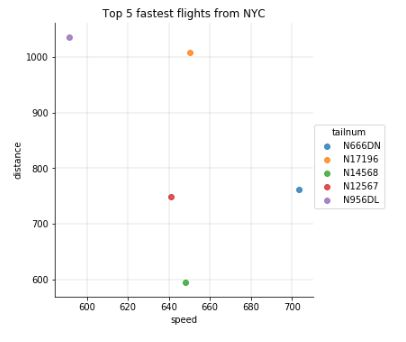 Top 5 fastest flights from NYC
1000
900
800
700
600
distance
600
620
640
660
680
700
speed
tailnum
N666DN
N17196
N14568
N12567
N956DL